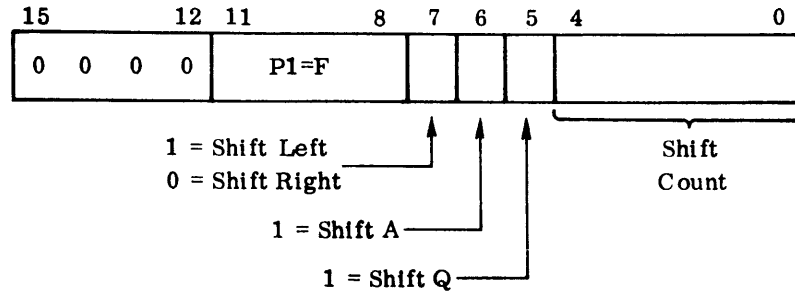 15 12 11 8 7 6 5 4 0
0 0 0 0 P1=F
1 = Shift Left
0 = Shift Right
Shift
Count
1 = Shift A
1 = Shift Q